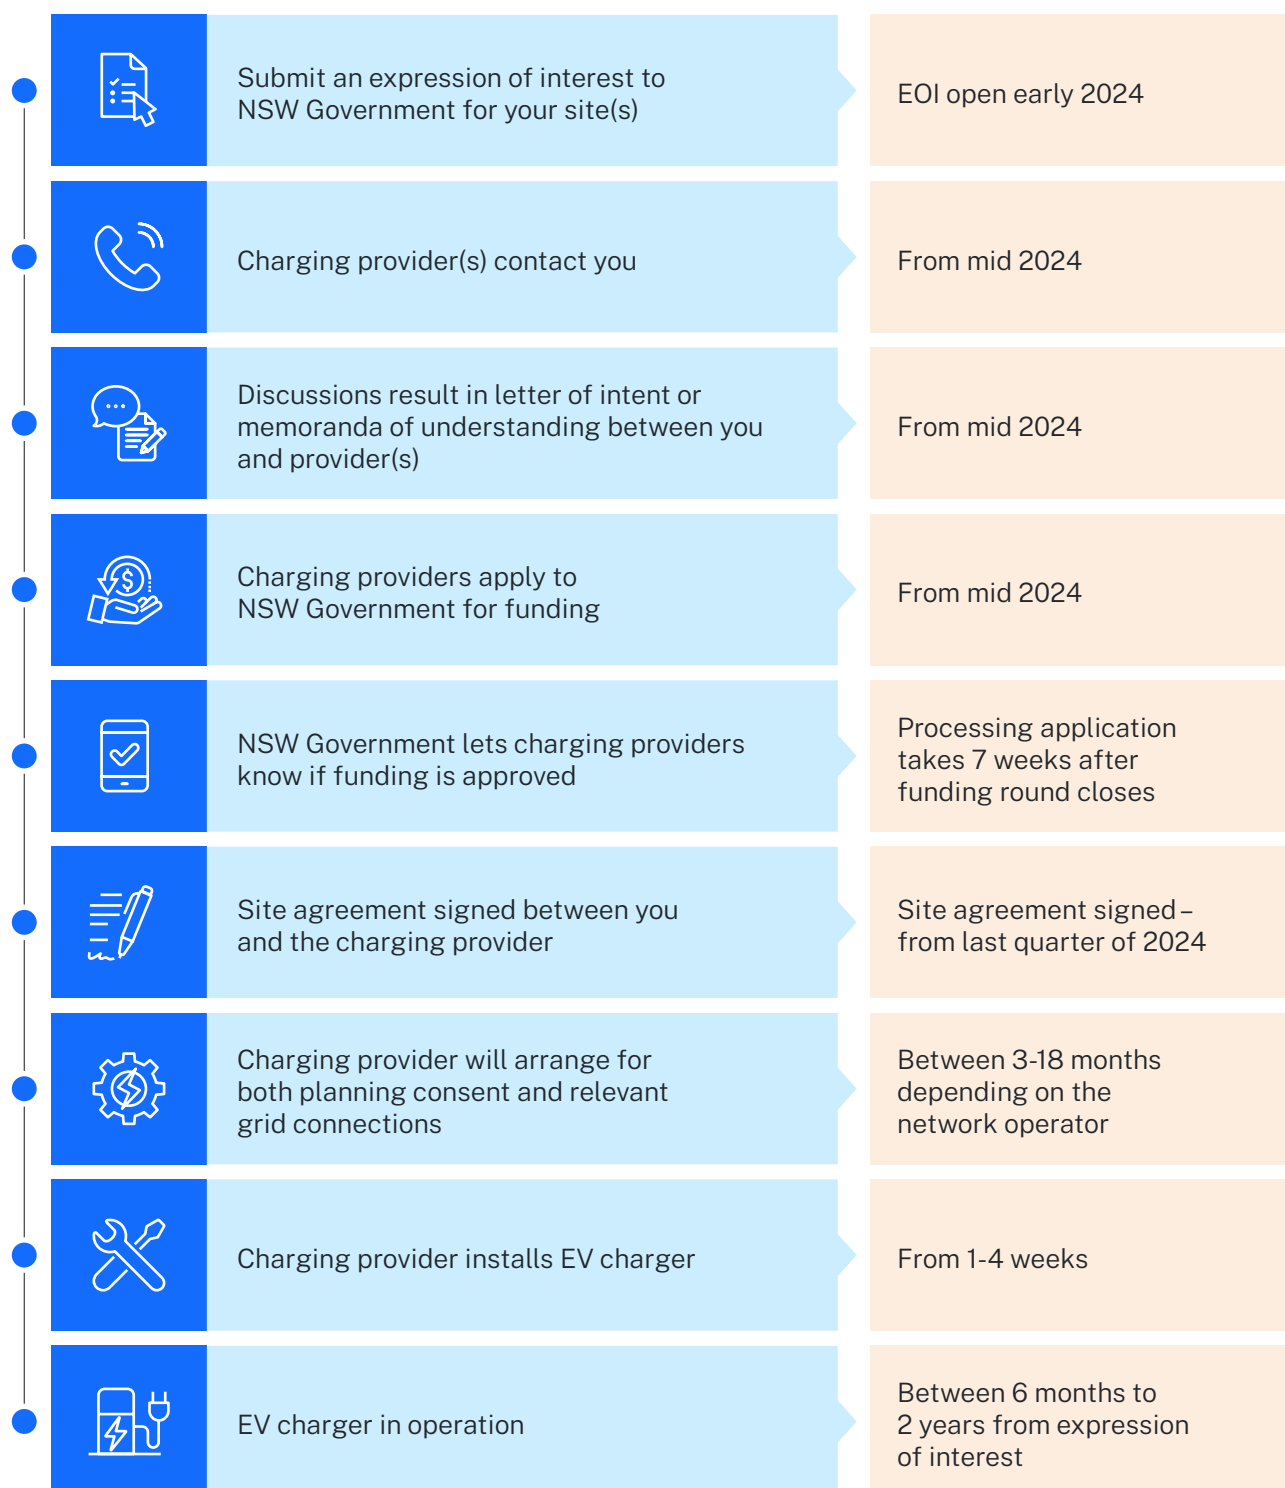 Submit an expression of interest to
NSW Government for your site(s)
EOI open early 2024
Charging provider(s) contact you
From mid 2024
Discussions result in letter of intent or
memoranda of understanding between you
and provider(s)
From mid 2024
Charging providers apply to
NSW Government for funding
From mid 2024
NSW Government lets charging providers
know if funding is approved
Processing application
takes 7 weeks after
funding round closes
Site agreement signed between you
and the charging provider
Site agreement signed –
from last quarter of 2024
Charging provider will arrange for
both planning consent and relevant
grid connections
Between 3-18 months
depending on the
network operator
Charging provider installs EV charger
From 1-4 weeks
EV charger in operation
Between 6 months to
2 years from expression
of interest